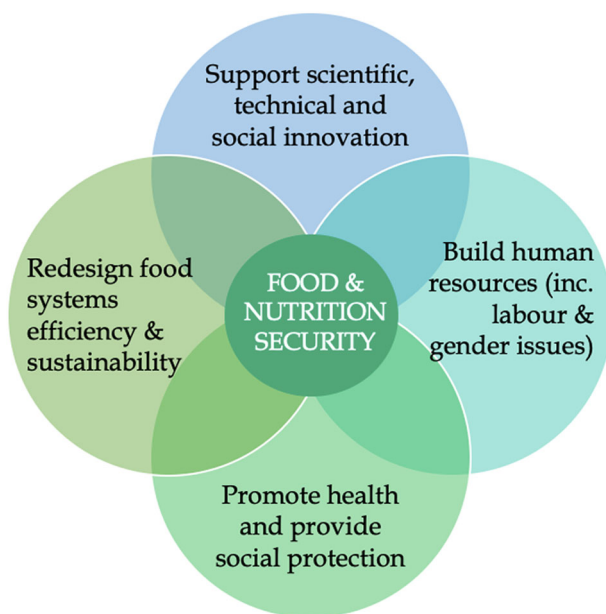 Support scientific,
technical and
social innovation
Redesign food
systems
efficiency &
sustainability
FOOD &
NUTRITION
SECURITY
Build human
resources (inc.
labour &
gender issues)
Promote health
and provide
social protection